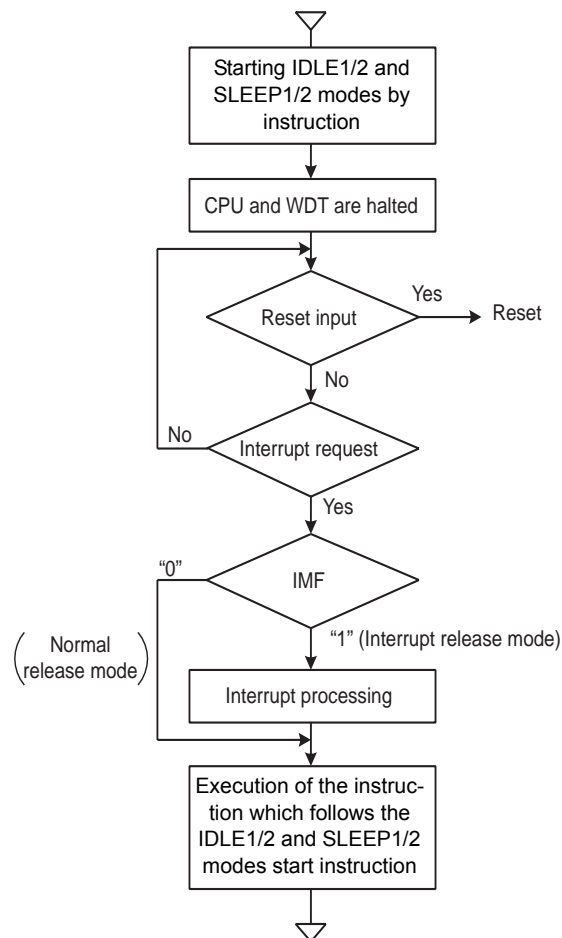 Starting IDLE1/2 and
SLEEP1/2 modes by
instruction
CPU and WDT are halted
Reset input
Yes
Reset
No
Interrupt request
No
Yes
IMF
“0”
(Normal
release mode)
“1” (Interrupt release mode)
Interrupt processing
Execution of the instruc-
tion which follows the
IDLE1/2 and SLEEP1/2
modes start instruction